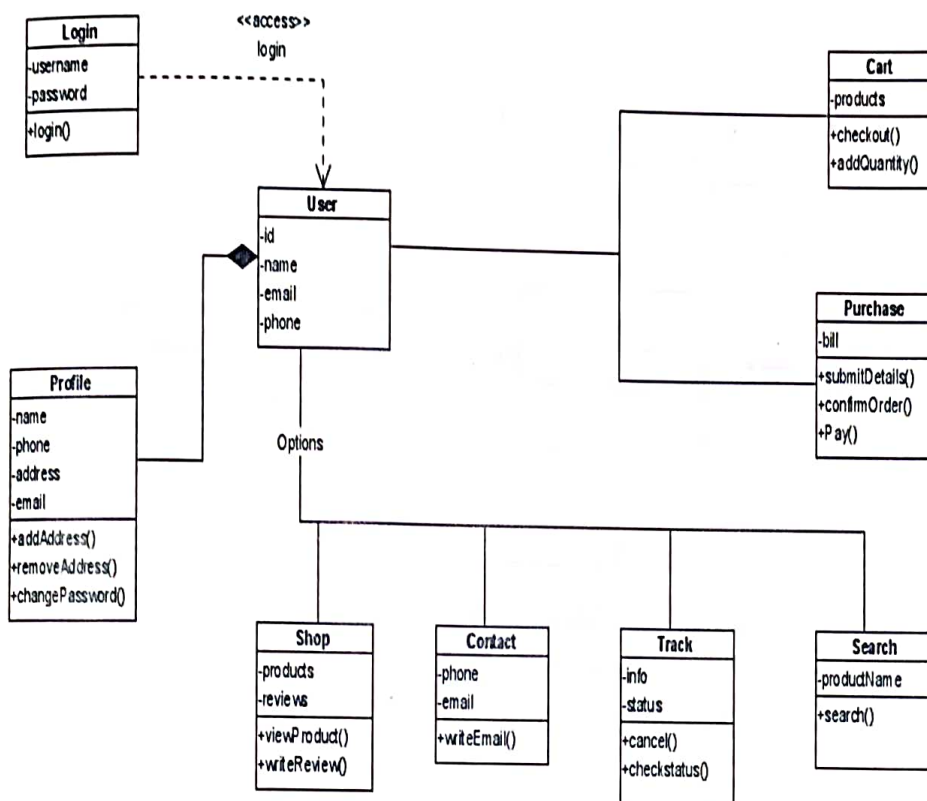 Login
-username
-password
+login()
<<access>>
login
Cart
-products
+checkout()
+addQuantity()
User
-id
-name
-email
-phone
Purchase
-bill
+submitDetails()
+confirmOrder()
+Pay()
Profile
-name
-phone
-address
-email
+addAddress()
+removeAddress()
+changePassword()
Options
Shop
-products
-reviews
+viewProduct()
+writeReview()
Contact
-phone
-email
+writeEmail()
Track
-info
-status
+cancel()
+checkstatus()
Search
-productName
+search()